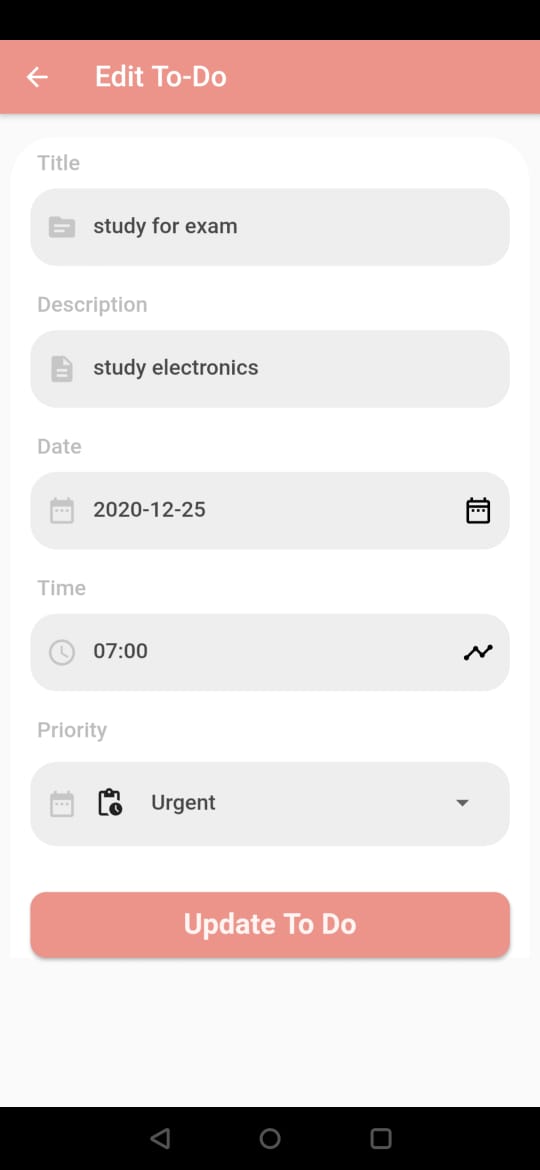 Edit To-Do
Title
study for exam
Description
study electronics
Date
2020-12-25
Time
07:00
Priority
Urgent
Update To Do